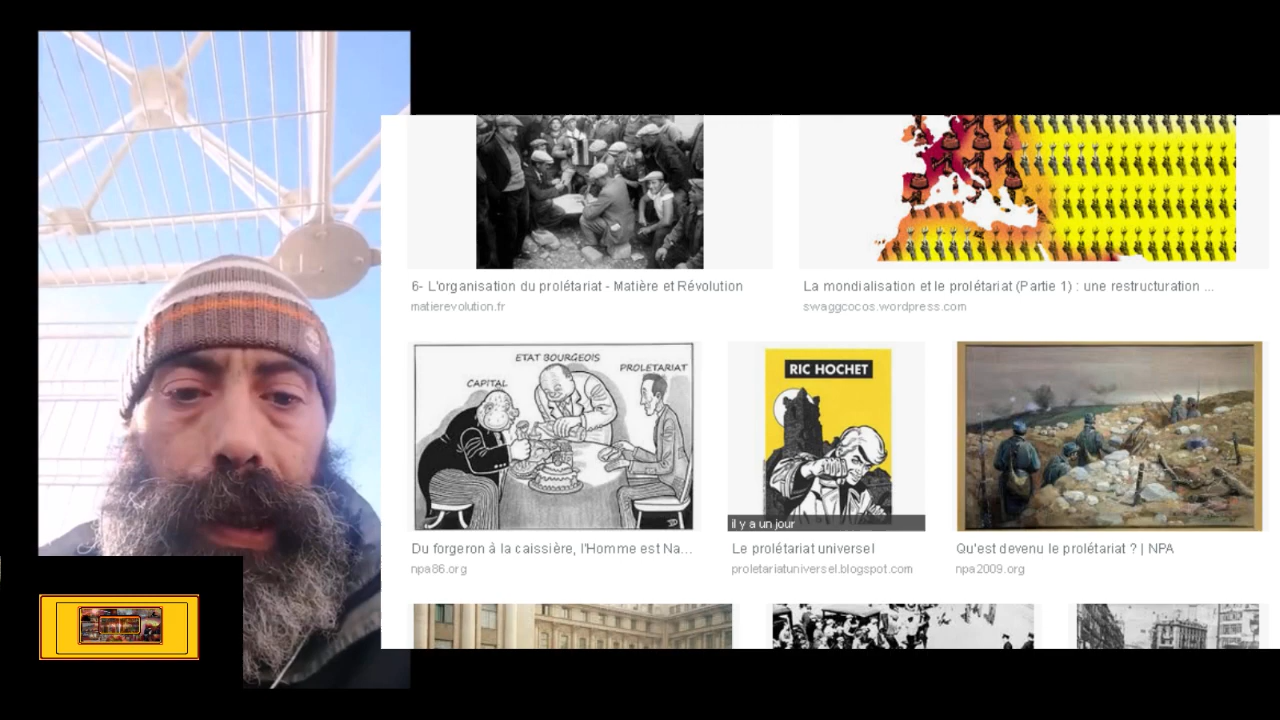 6- L'organisation du prolétariat - Matière et Révolution
matierevolution.fr
La mondialisation et le prolétariat (Partie 1) : une restructuration ...
swaggcocos.wordpress.com
ETAT BOURGEOIS
CAPITAL
PROLETARIAT
RIC HOCHET
il y a un jour
Du forgeron à la caissière, l'Homme est Na...
npa86.org
Le prolétariat universel
proletariatuniversel.blogspot.com
Qu'est devenu le prolétariat ? | NPA
npa2009.org